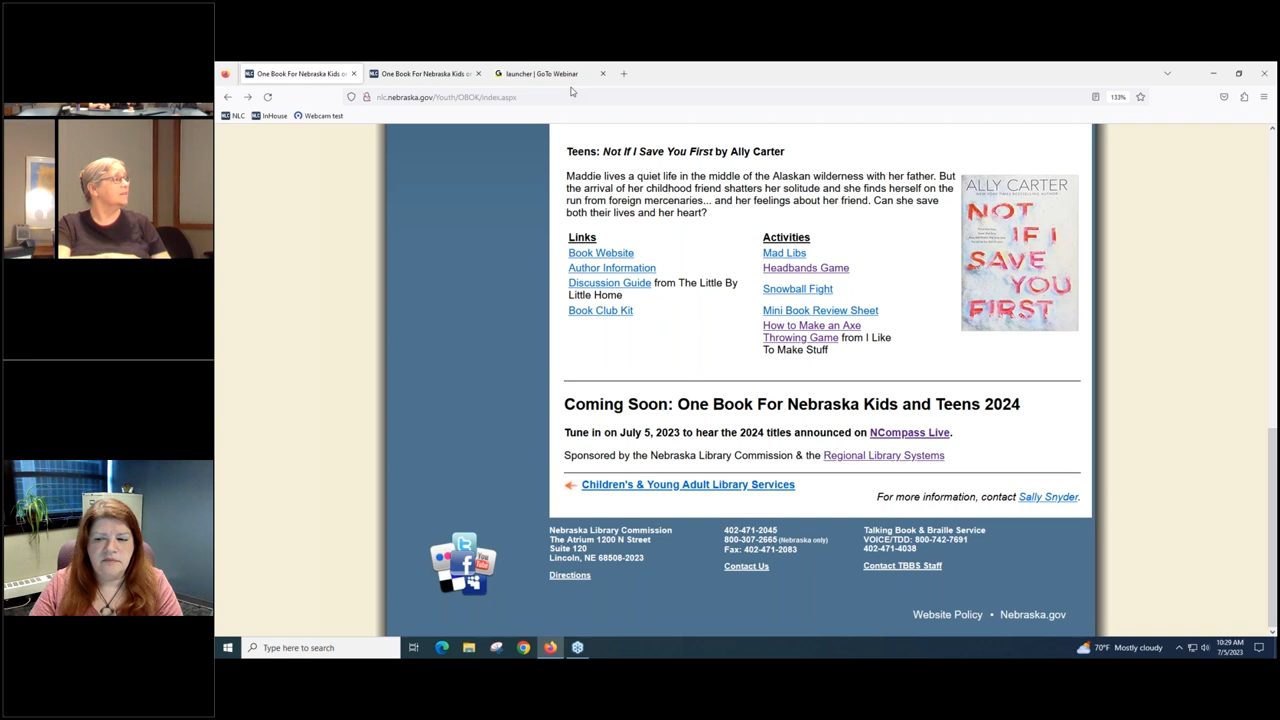 One Book For Nebraska Kids or
One Book For Nebraska Kids or
launcher | GoTo Webinar
nlc.nebraska.gov/Youth/OBOK/Index.aspx
133%
NLC
InHouse
Webcam test
Teens: Not If I Save You First by Ally Carter
Maddie lives a quiet life in the middle of the Alaskan wilderness with her father. But
the arrival of her childhood friend shatters her solitude and she finds herself on the
run from foreign mercenaries... and her feelings about her friend. Can she save
both their lives and her heart?
ALLY CARTER
NOT
IF I
SAVE
YOU
FIRST
Links
Book Website
Author Information
Discussion Guide from The Little By
Little Home
Book Club Kit
Activities
Mad Libs
Headbands Game
Snowball Fight
Mini Book Review Sheet
How to Make an Axe
Throwing Game from I Like
To Make Stuff
Coming Soon: One Book For Nebraska Kids and Teens 2024
Tune in on July 5, 2023 to hear the 2024 titles announced on NCompass Live.
Sponsored by the Nebraska Library Commission & the Regional Library Systems
Children's & Young Adult Library Services
For more information, contact Sally Snyder.
Nebraska Library Commission
The Atrium 1200 N Street
Suite 120
Lincoln, NE 68508-2023
Directions
402-471-2045
800-307-2665 (Nebraska only)
Fax: 402-471-2083
Contact Us
Talking Book & Braille Service
VOICE/TDD: 800-742-7691
402-471-4038
Contact TBBS Staff
You
Tube
Website Policy • Nebraska.gov
Type here to search
70°F Mostly cloudy
10:29 AM
7/5/2023